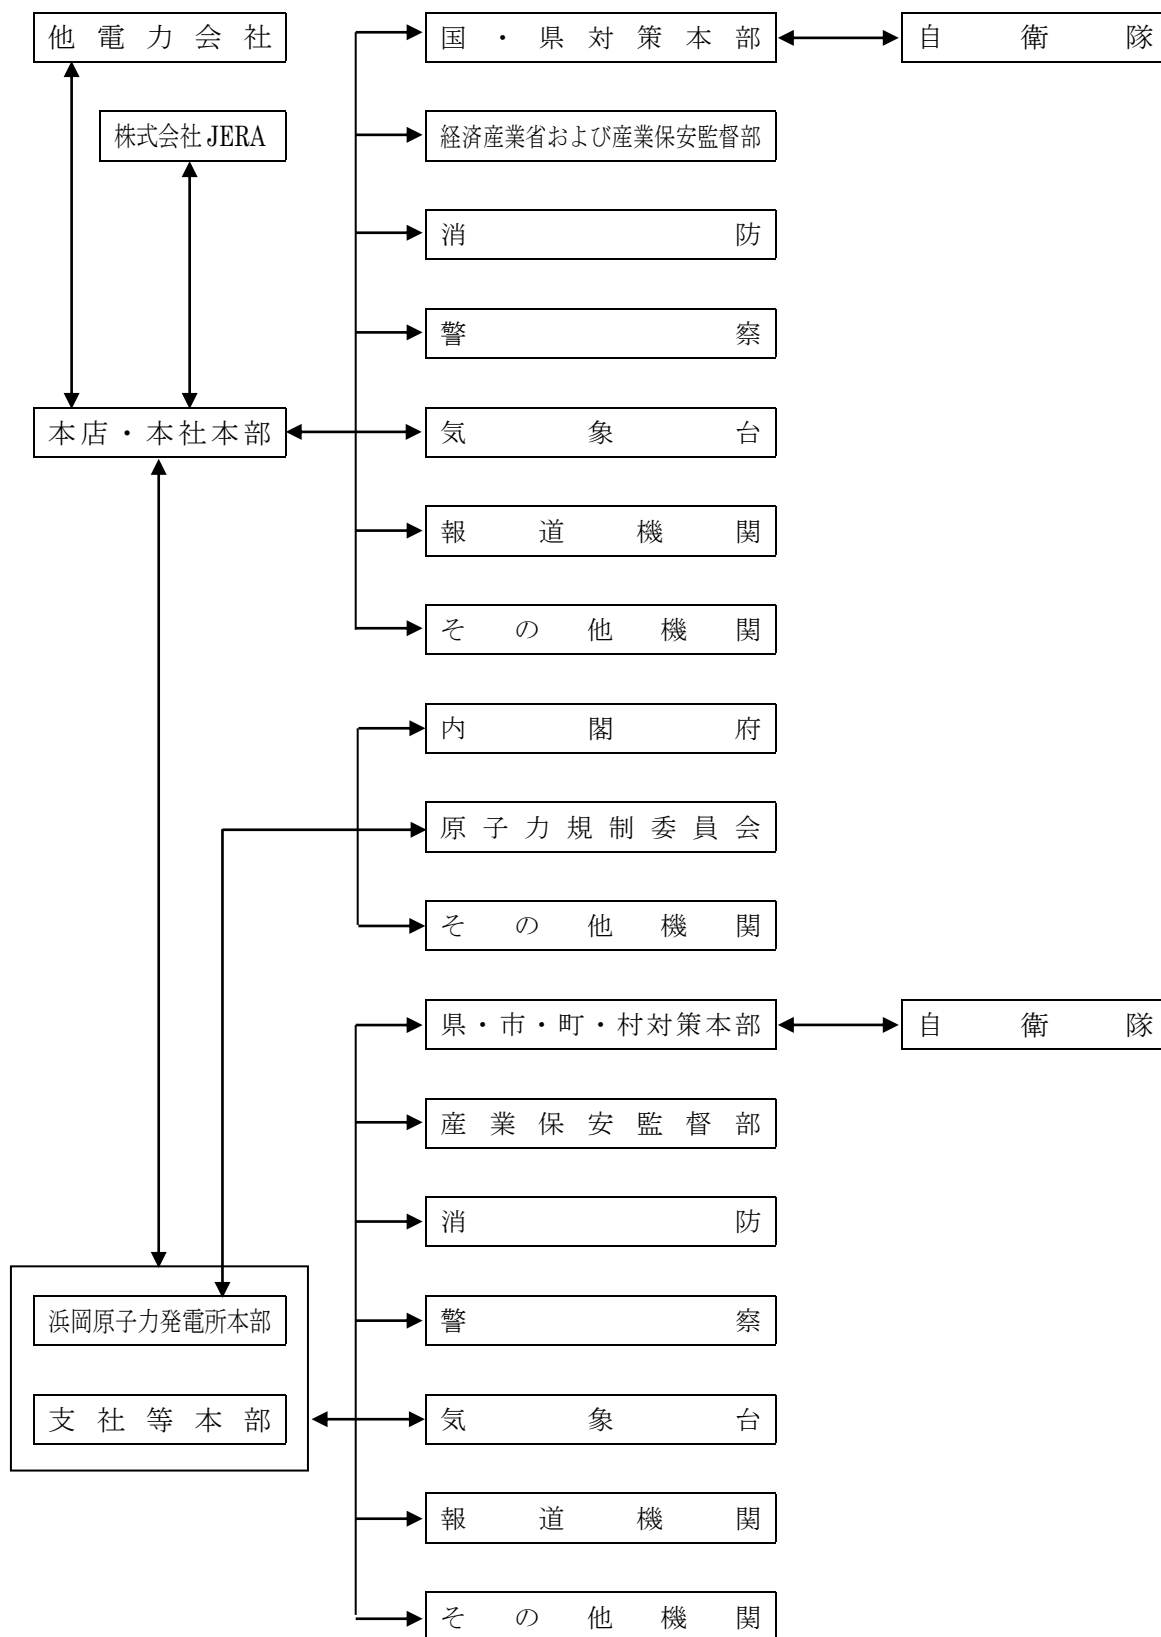 他電力会社
国・県対策本部
自衛隊
株式会社 JERA
経済産業省および産業保安監督部
消防
警察
本店・本社本部
気象台
報道機関
その他機関
内閣府
原子力規制委員会
その他機関
県・市・町・村対策本部
自衛隊
産業保安監督部
消防
浜岡原子力発電所本部
警察
支社等本部
気象台
報道機関
その他機関